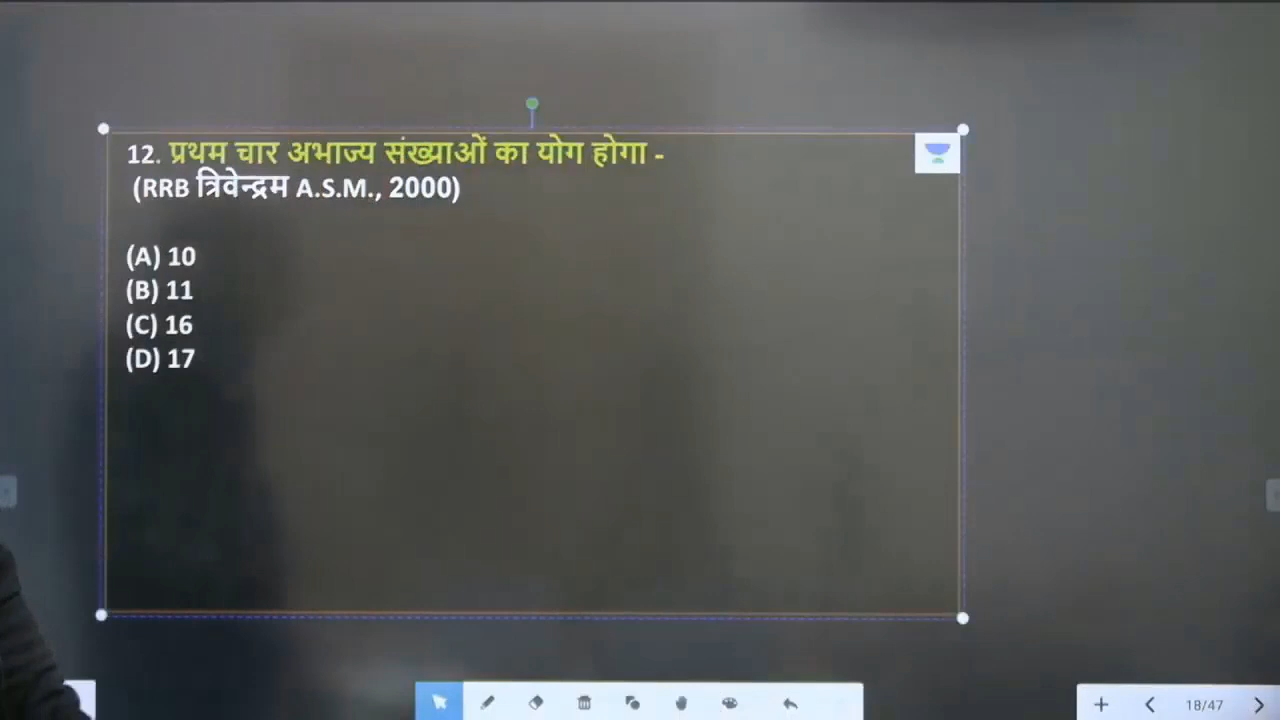 12. प्रथम चार अभाज्य संख्याओं का योग होगा -
(RRB त्रिवेन्द्रम A.S.M., 2000)
(A) 10
(B) 11
(C) 16
(D) 17
18/47